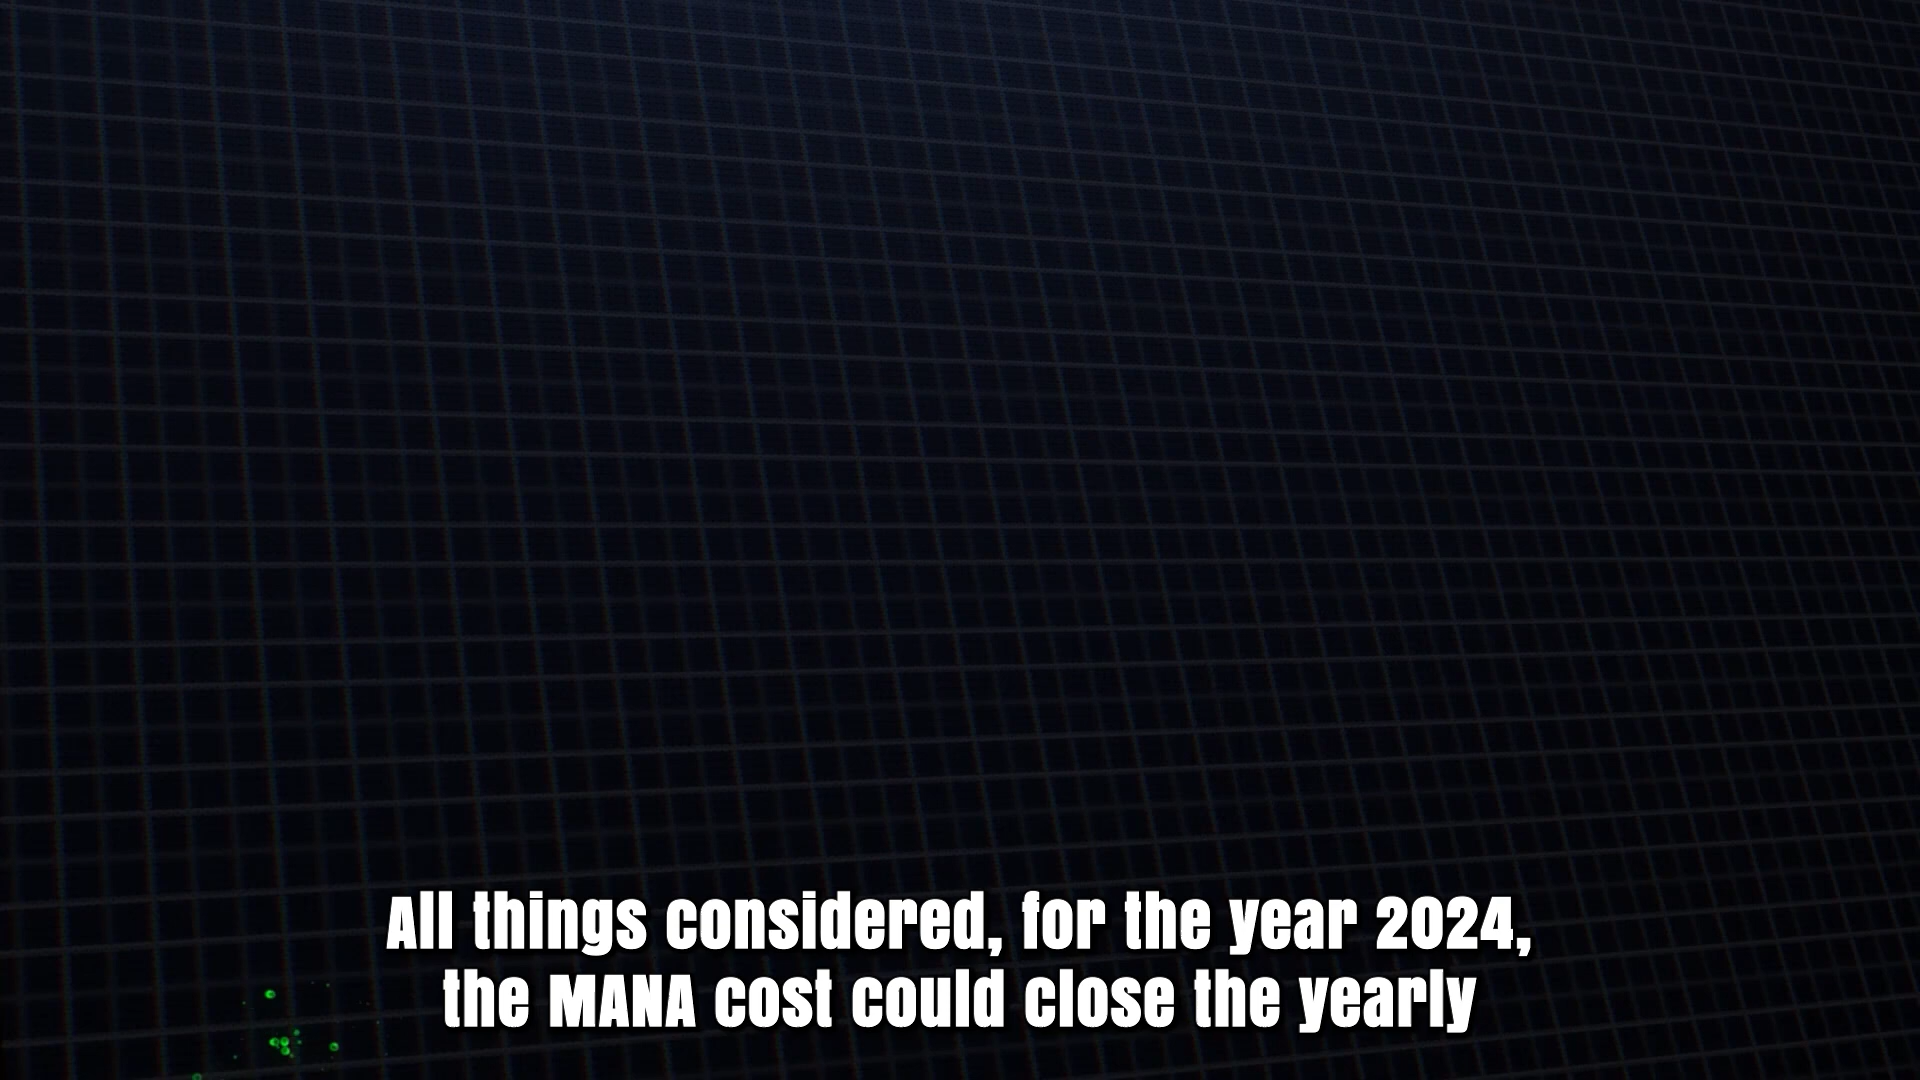 All things considered, for the year 2024,
the MANA cost could close the yearly